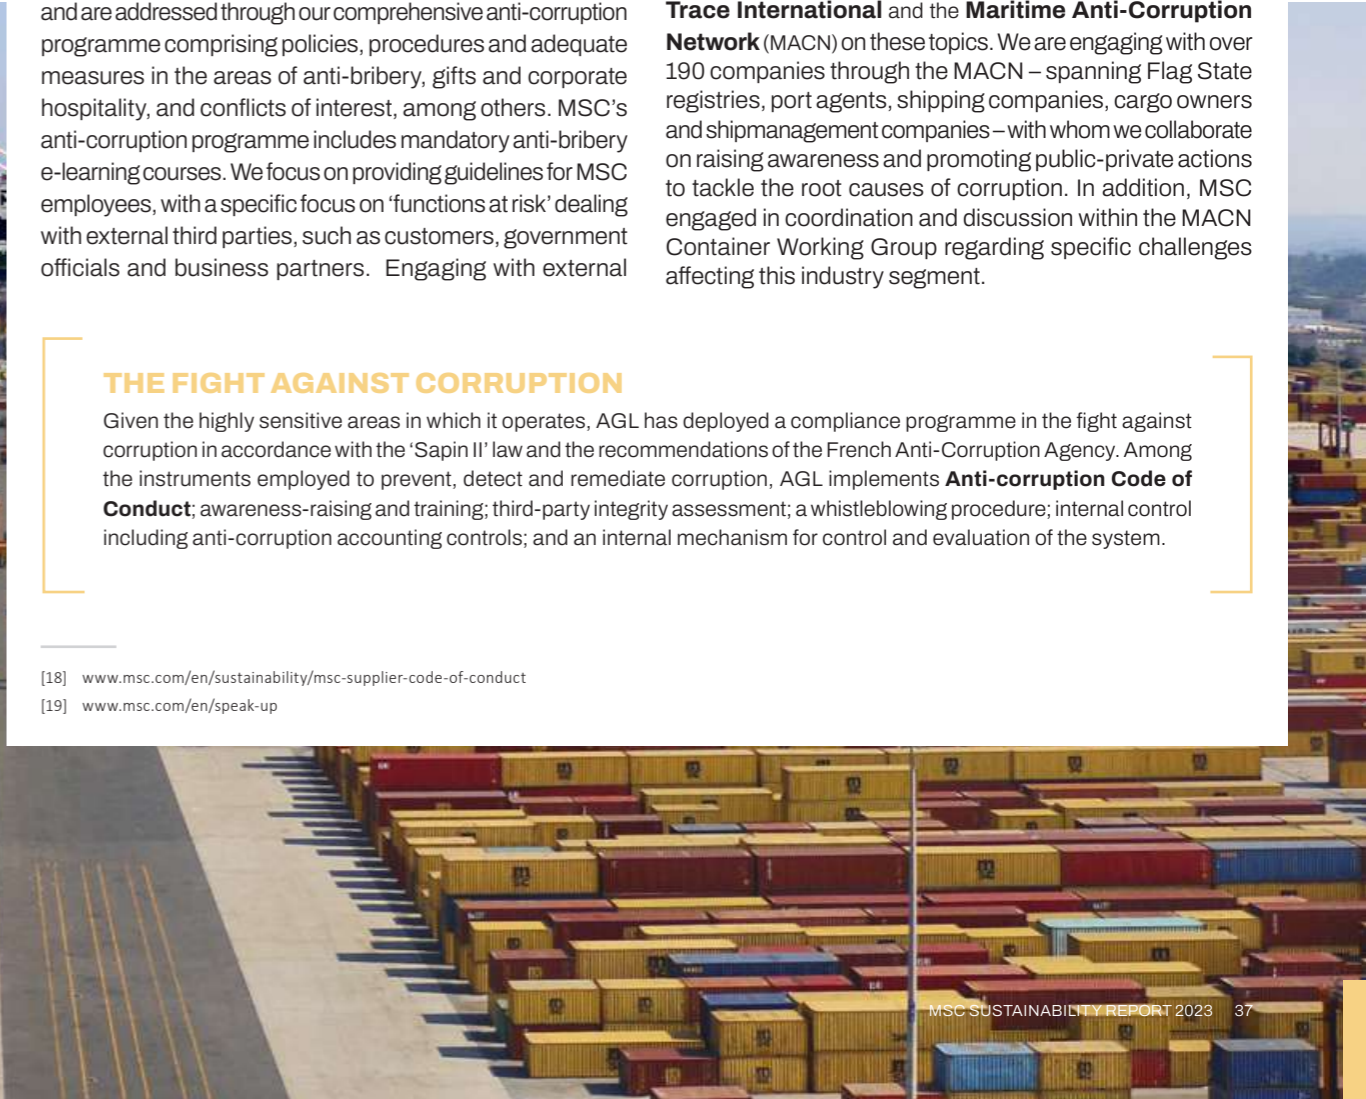 and are addressed through our comprehensive anti-corruption
programme comprising policies, procedures and adequate
measures in the areas of anti-bribery, gifts and corporate
hospitality, and conflicts of interest, among others. MSC’s
anti-corruption programme includes mandatory anti-bribery
e-learning courses. We focus on providing guidelines for MSC
employees, with a specific focus on ‘functions at risk’ dealing
with external third parties, such as customers, government
officials and business partners.  Engaging with external
Trace International and the Maritime Anti-Corruption
Network (MACN) on these topics. We are engaging with over
190 companies through the MACN – spanning Flag State
registries, port agents, shipping companies, cargo owners
and shipmanagement companies – with whom we collaborate
on raising awareness and promoting public-private actions
to tackle the root causes of corruption. In addition, MSC
engaged in coordination and discussion within the MACN
Container Working Group regarding specific challenges
affecting this industry segment.
THE FIGHT AGAINST CORRUPTION
Given the highly sensitive areas in which it operates, AGL has deployed a compliance programme in the fight against
corruption in accordance with the ‘Sapin II’ law and the recommendations of the French Anti-Corruption Agency. Among
the instruments employed to prevent, detect and remediate corruption, AGL implements Anti-corruption Code of
Conduct; awareness-raising and training; third-party integrity assessment; a whistleblowing procedure; internal control
including anti-corruption accounting controls; and an internal mechanism for control and evaluation of the system.
[18] www.msc.com/en/sustainability/msc-supplier-code-of-conduct
[19] www.msc.com/en/speak-up
msc
msc
MSC SUSTAINABILITY REPORT 2023 37